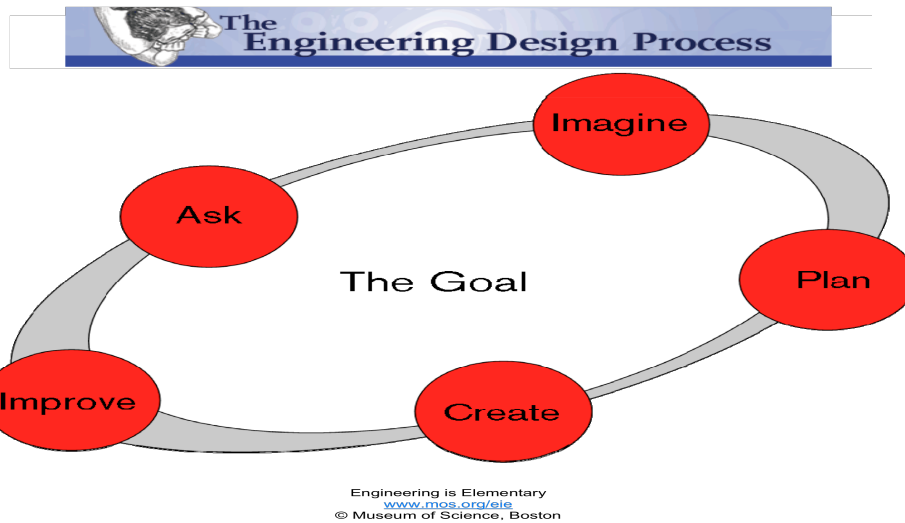 The
Engineering Design Process
Imagine
Ask
The Goal
Plan
Improve
Create
Engineering is Elementary
www.mos.org/eie
© Museum of Science, Boston